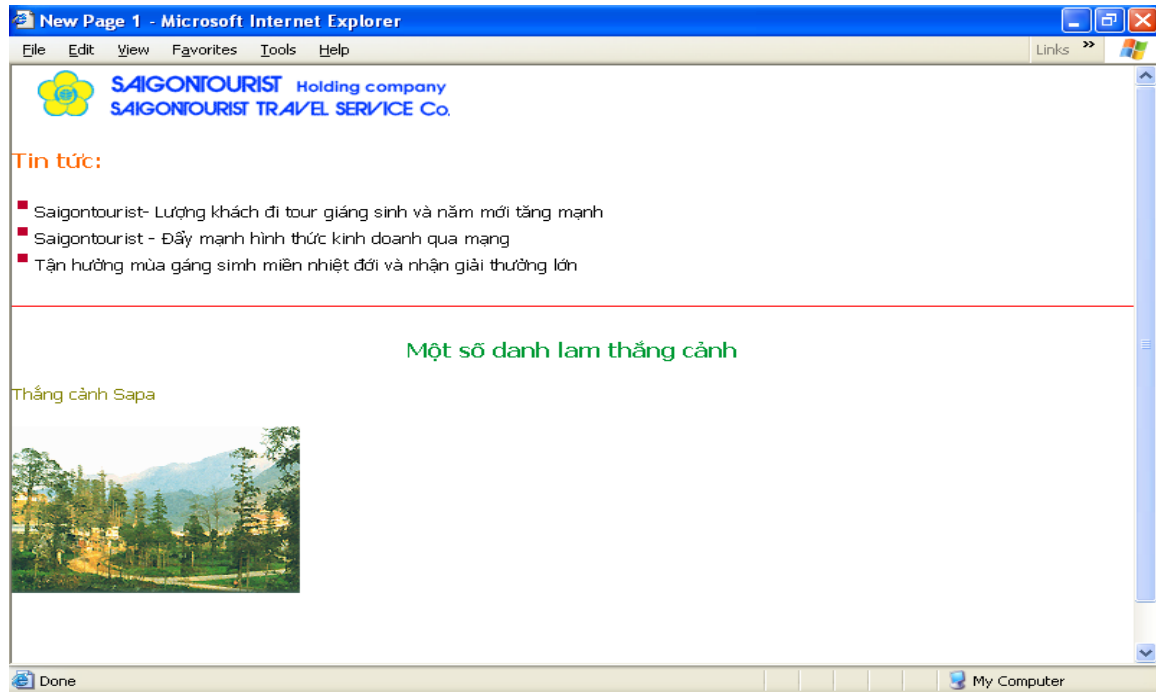 New Page 1 - Microsoft Internet Explorer
File Edit View Favorites Tools Help Links »
SAIGONTOURIST Holding company
SAIGONTOURIST TRAVEL SERVICE Co.
Tin tức:
Saigontourist- Lượng khách đi tour giáng sinh và năm mới tăng mạnh
Saigontourist - Đẩy mạnh hình thức kinh doanh qua mạng
Tận hưởng mùa gáng simh miền nhiệt đới và nhận giải thưởng lớn
Một số danh lam thắng cảnh
Thắng cảnh Sapa
Done My Computer